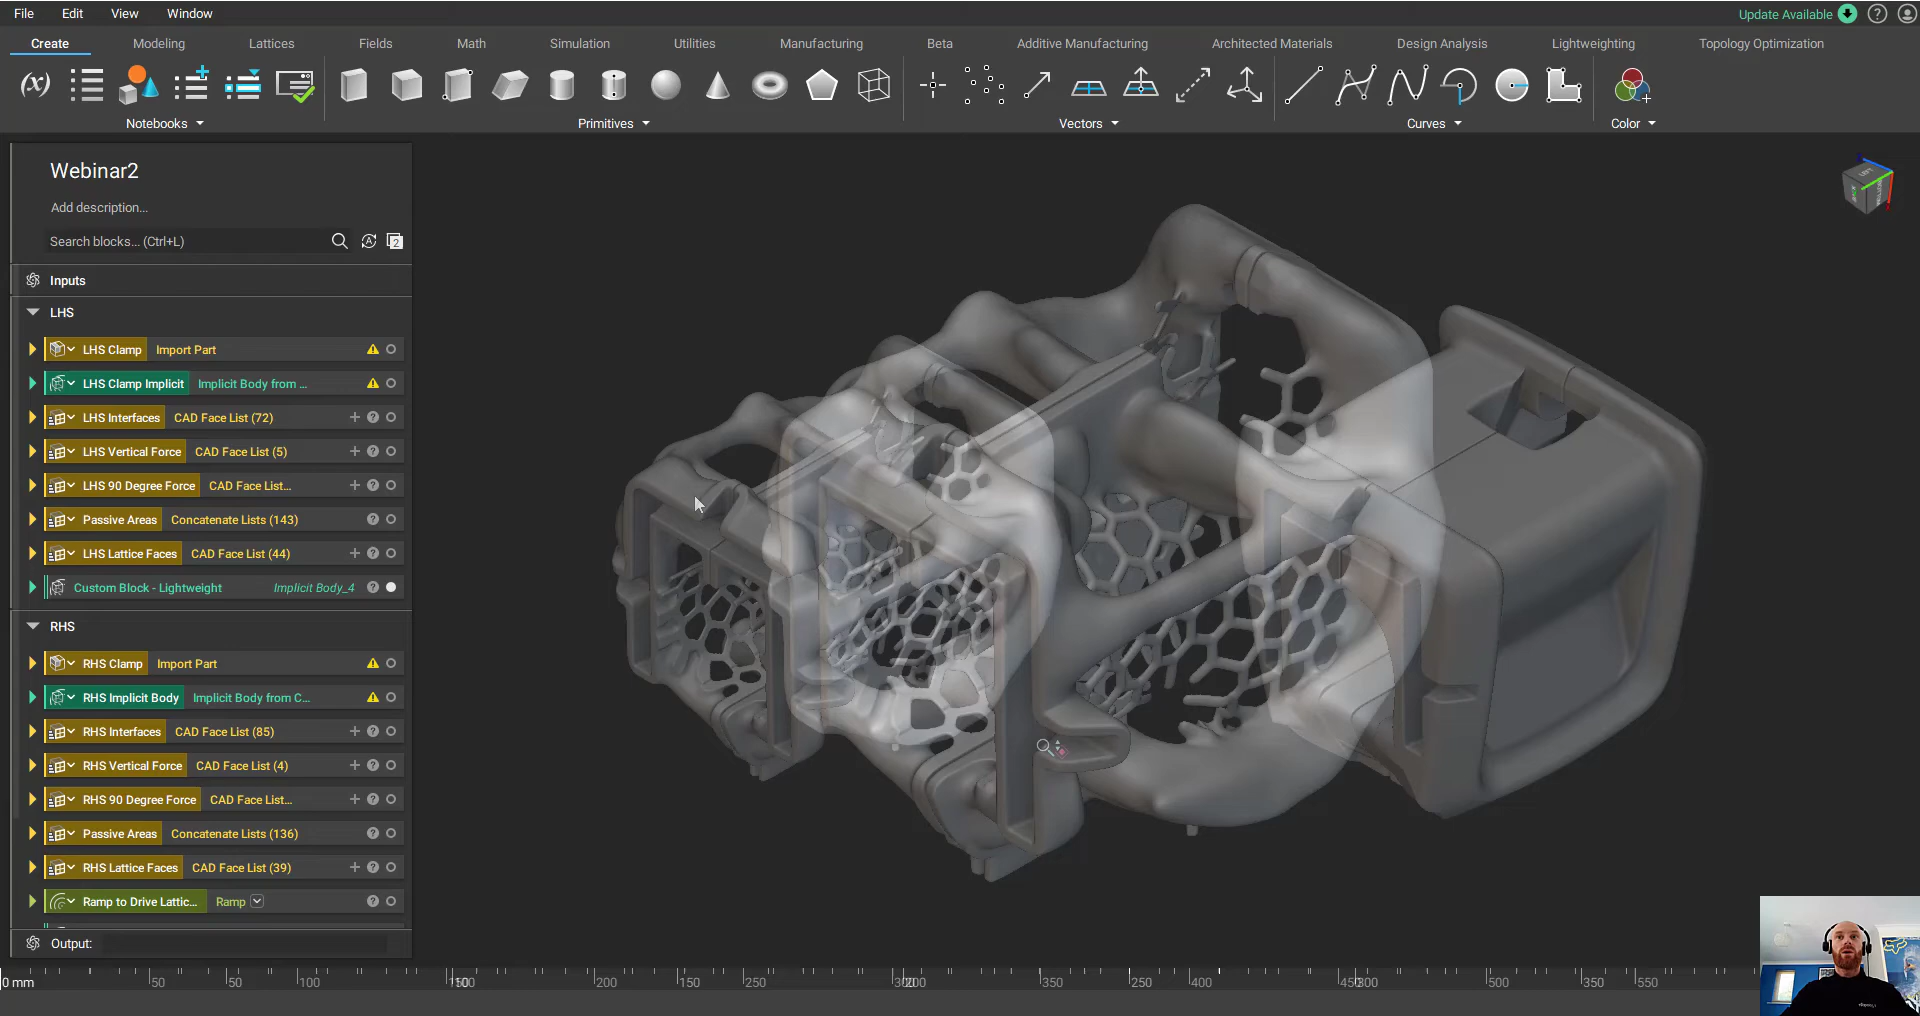 File Edit View Window Update Available
Create Modeling Lattices Fields Math Simulation Utilities Manufacturing Beta Additive Manufacturing Architected Materials Design Analysis Lightweighting Topology Optimization
(x)
Notebooks Primitives Vectors Curves Color
Webinar2
Add description...
Search blocks... (Ctrl+L) 2
Inputs
LHS
LHS Clamp Import Part
LHS Clamp Implicit Implicit Body from ...
LHS Interfaces CAD Face List (72)
LHS Vertical Force CAD Face List (5)
LHS 90 Degree Force CAD Face List...
Passive Areas Concatenate Lists (143)
LHS Lattice Faces CAD Face List (44)
Custom Block - Lightweight Implicit Body_4
RHS
RHS Clamp Import Part
RHS Implicit Body Implicit Body from C...
RHS Interfaces CAD Face List (85)
RHS Vertical Force CAD Face List (4)
RHS 90 Degree Force CAD Face List...
Passive Areas Concatenate Lists (136)
RHS Lattice Faces CAD Face List (39)
Ramp to Drive Lattic... Ramp
Output:
0 mm 50 50 100 200 150 250 350 250 400 500 350 550